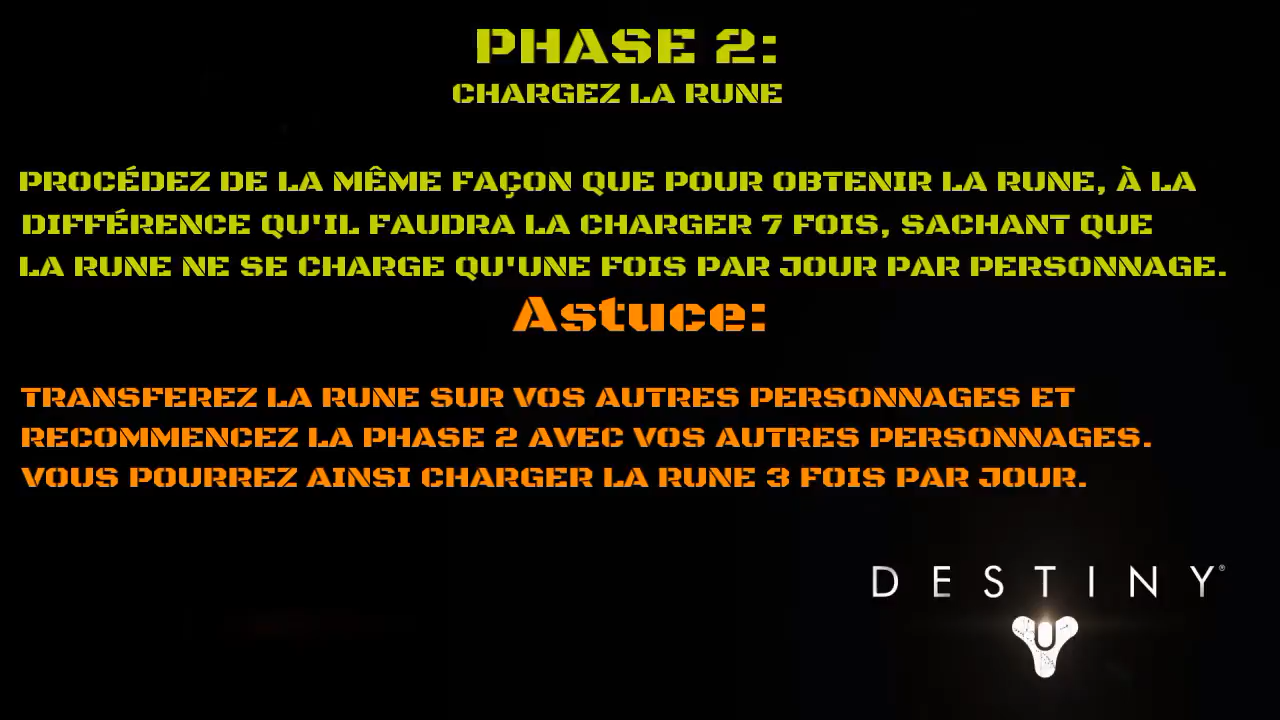 PHASE 2:
CHARGEZ LA RUNE
PROCÉDEZ DE LA MÊME FAÇON QUE POUR OBTENIR LA RUNE, À LA
DIFFÉRENCE QU'IL FAUDRA LA CHARGER 7 FOIS, SACHANT QUE
LA RUNE NE SE CHARGE QU'UNE FOIS PAR JOUR PAR PERSONNAGE.
Astuce:
TRANSFEREZ LA RUNE SUR VOS AUTRES PERSONNAGES ET
RECOMMENCEZ LA PHASE 2 AVEC VOS AUTRES PERSONNAGES.
VOUS POURREZ AINSI CHARGER LA RUNE 3 FOIS PAR JOUR.
DESTINY®